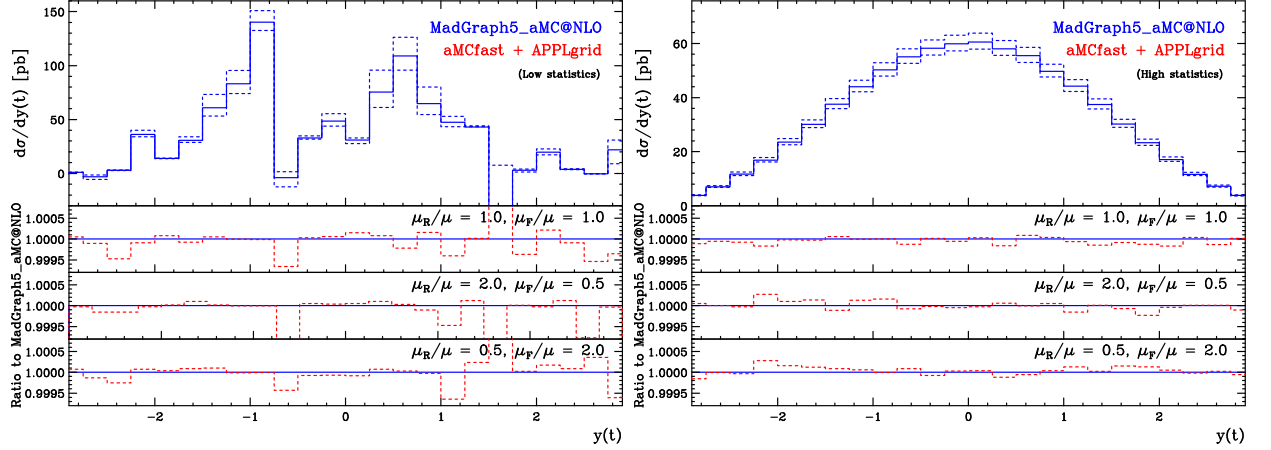 MadGraph5_aMC@NLO
aMCfast + APPLgrid
(Low statistics)
dσ/dy(t) [pb]
150
100
50
0
μR/μ = 1.0, μF/μ = 1.0
1.0005
1.0000
0.9995
μR/μ = 2.0, μF/μ = 0.5
1.0005
1.0000
0.9995
μR/μ = 0.5, μF/μ = 2.0
1.0005
1.0000
0.9995
Ratio to MadGraph5_aMC@NLO
-2 -1 0 1 2
y(t)
MadGraph5_aMC@NLO
aMCfast + APPLgrid
(High statistics)
dσ/dy(t) [pb]
60
40
20
0
μR/μ = 1.0, μF/μ = 1.0
1.0005
1.0000
0.9995
μR/μ = 2.0, μF/μ = 0.5
1.0005
1.0000
0.9995
μR/μ = 0.5, μF/μ = 2.0
1.0005
1.0000
0.9995
Ratio to MadGraph5_aMC@NLO
-2 -1 0 1 2
y(t)